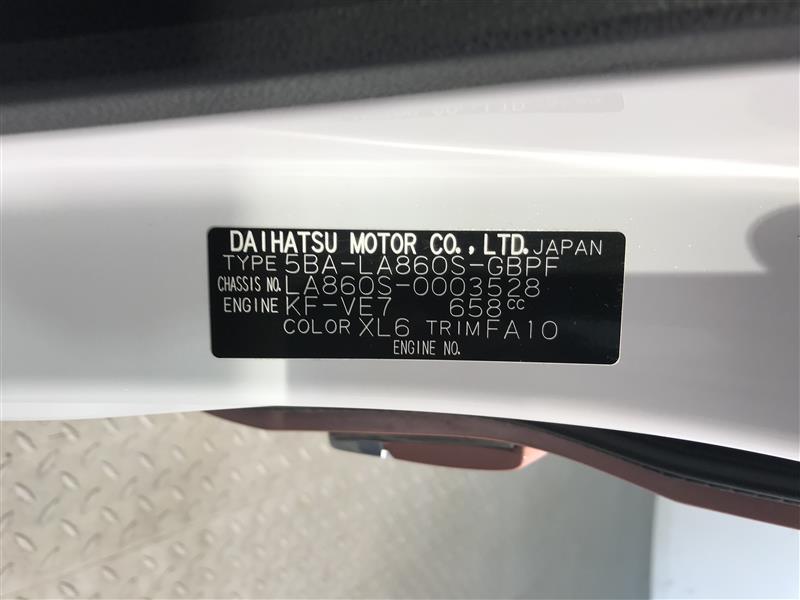 DAIHATSU MOTOR CO., LTD. JAPAN
TYPE 5BA-LA860S-GBPF
CHASSIS NO. LA860S-0003528
ENGINE KF-VE7 658cc
COLOR XL6 TRIM FA10
ENGINE NO.